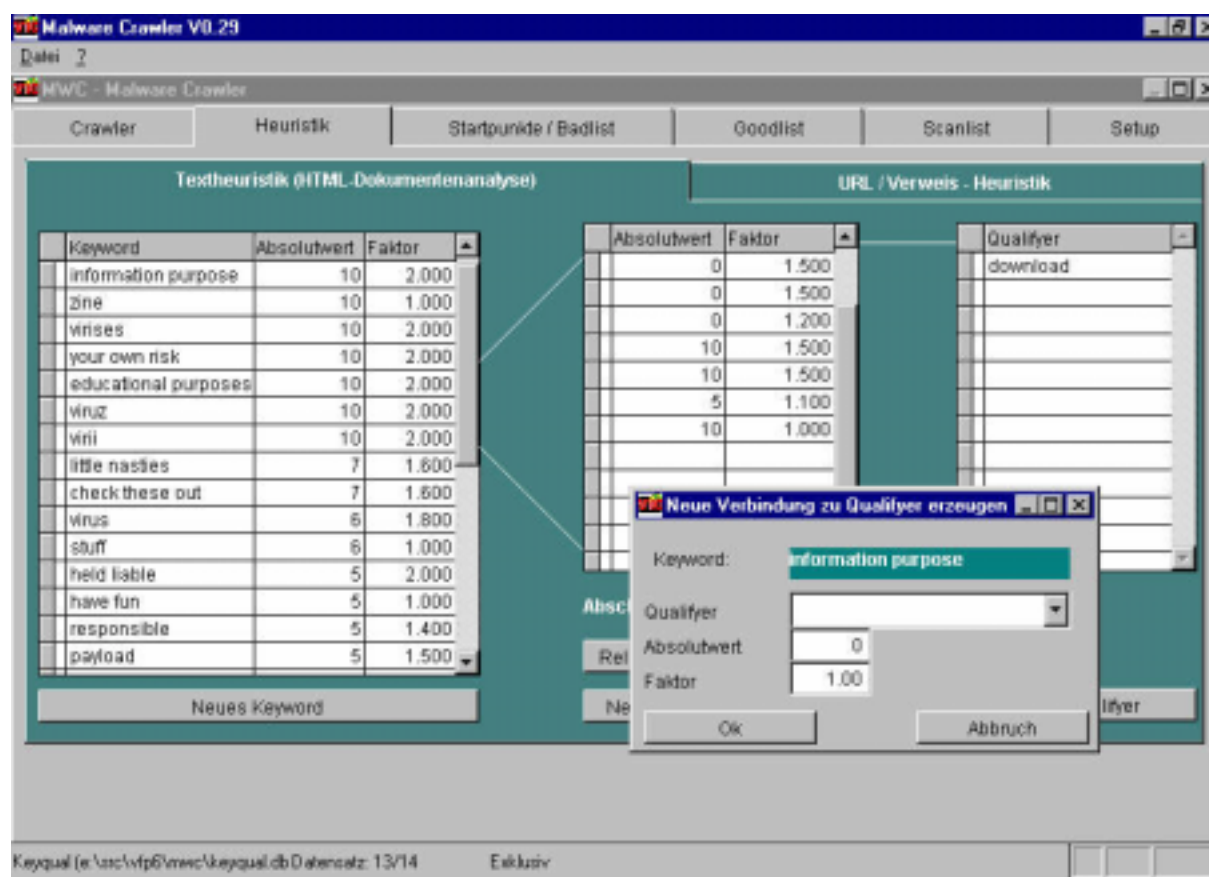 Malware Crawler V0.29
Datei ?
MWC - Malware Crawler
Crawler Heuristik Startpunkte / Badlist Goodlist Scanlist Setup
Textheuristik (HTML-Dokumentenanalyse) URL / Verweis - Heuristik
Keyword Absolutwert Faktor
information purpose 10 2.000
zine 10 1.000
virises 10 2.000
your own risk 10 2.000
educational purposes 10 2.000
viruz 10 2.000
virii 10 2.000
little nasties 7 1.600
check these out 7 1.600
virus 6 1.800
stuff 6 1.000
held liable 5 2.000
have fun 5 1.000
responsible 5 1.400
payload 5 1.500
Neues Keyword
Absolutwert Faktor
0 1.500
0 1.500
0 1.200
10 1.500
10 1.500
5 1.100
10 1.000
Qualifyer
download
Absc
Rel
Ne
lifyer
Neue Verbindung zu Qualifyer erzeugen
Keyword: information purpose
Qualifyer
Absolutwert 0
Faktor 1.00
Ok Abbruch
Keyqual (e:\src\vfp6\mwc\keyqual.db Datensatz: 13/14 Exklusiv